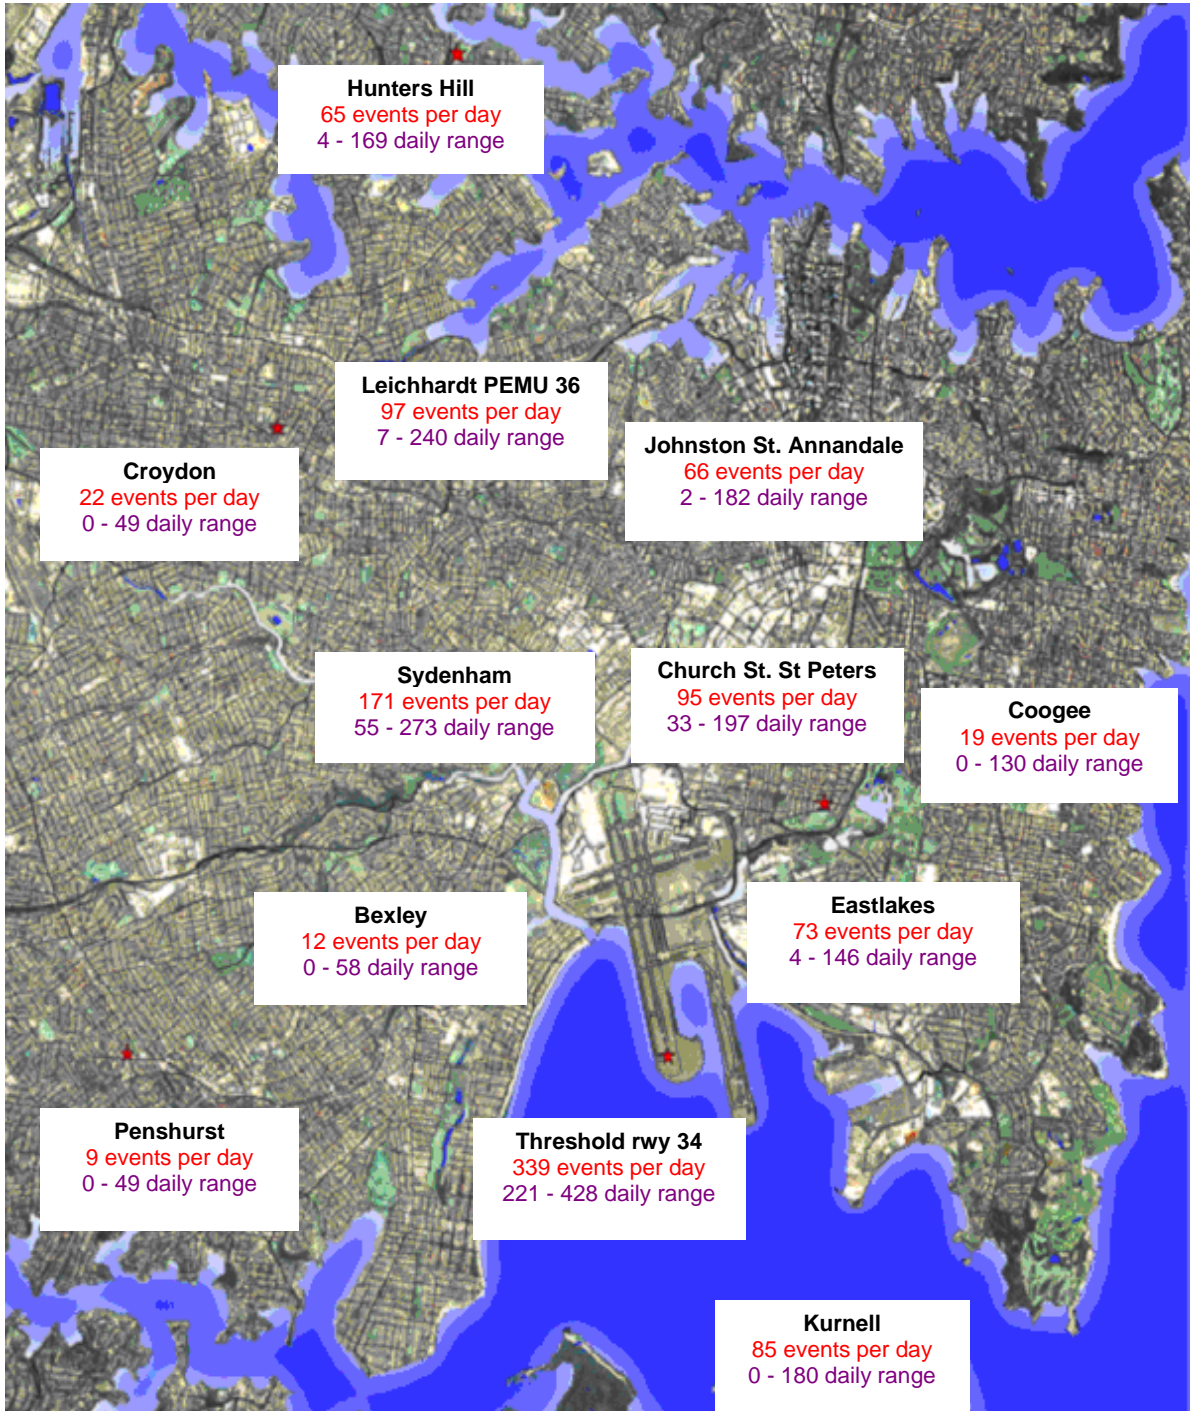 Hunters Hill
65 events per day
4 - 169 daily range
Leichhardt PEMU 36
97 events per day
7 - 240 daily range
Johnston St. Annandale
66 events per day
2 - 182 daily range
Croydon
22 events per day
0 - 49 daily range
Sydenham
171 events per day
55 - 273 daily range
Church St. St Peters
95 events per day
33 - 197 daily range
Coogee
19 events per day
0 - 130 daily range
Bexley
12 events per day
0 - 58 daily range
Eastlakes
73 events per day
4 - 146 daily range
Penshurst
9 events per day
0 - 49 daily range
Threshold rwy 34
339 events per day
221 - 428 daily range
Kurnell
85 events per day
0 - 180 daily range